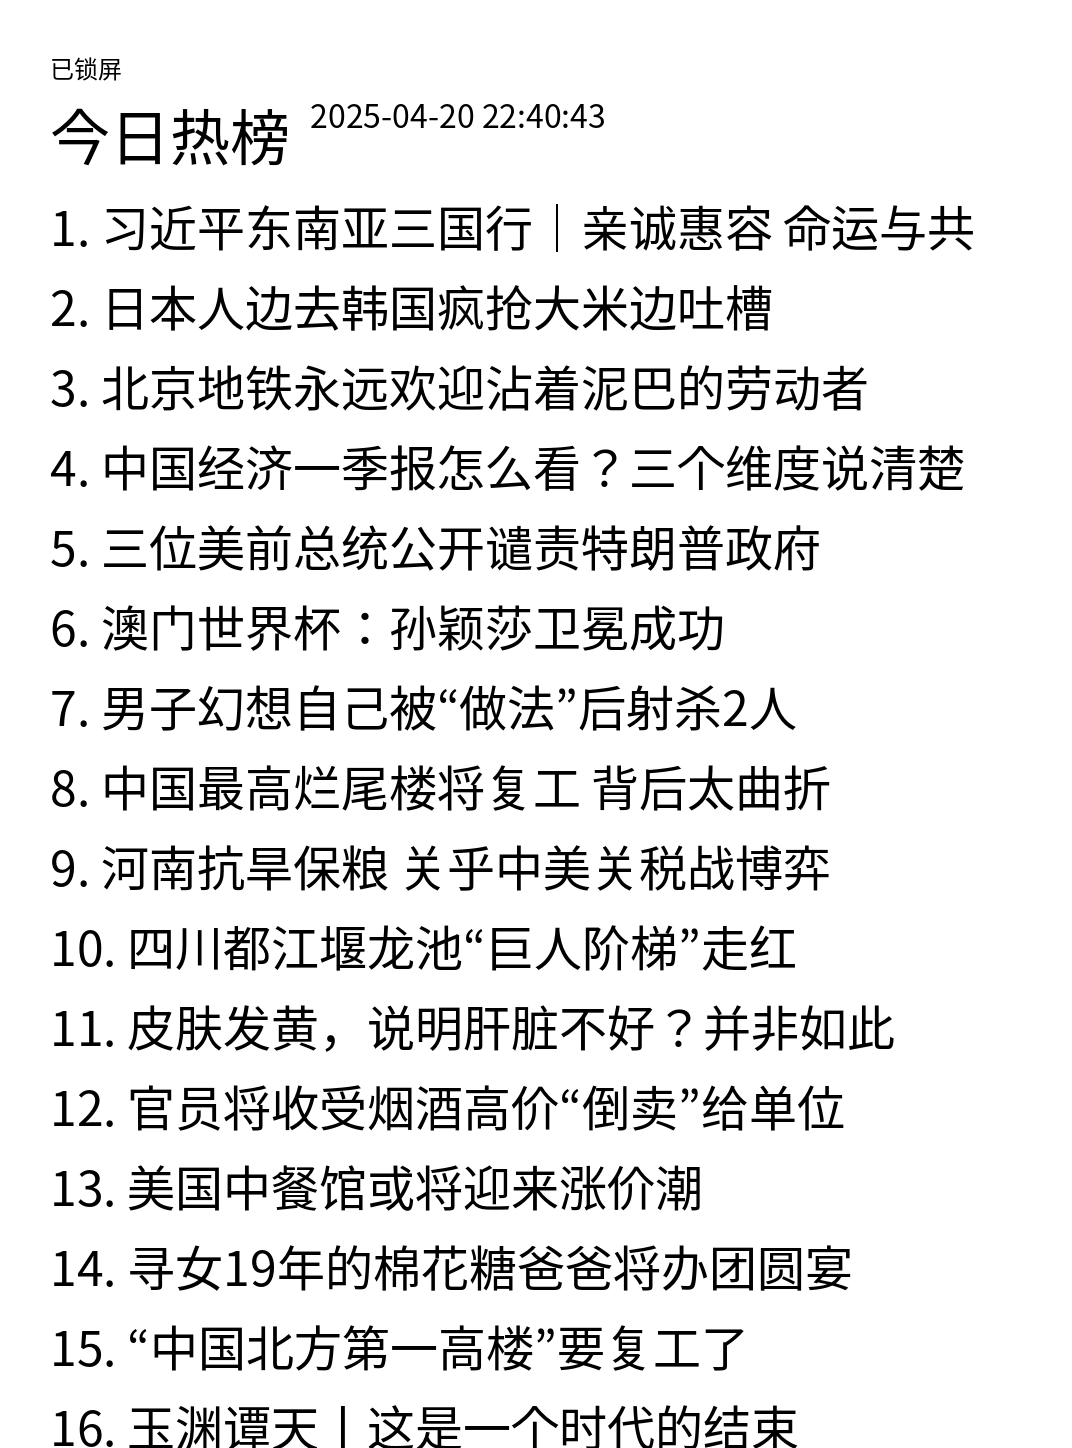 已锁屏
今日热榜 2025-04-20 22:40:43
1. 习近平东南亚三国行｜亲诚惠容 命运与共
2. 日本人边去韩国疯抢大米边吐槽
3. 北京地铁永远欢迎沾着泥巴的劳动者
4. 中国经济一季报怎么看？三个维度说清楚
5. 三位美前总统公开谴责特朗普政府
6. 澳门世界杯：孙颖莎卫冕成功
7. 男子幻想自己被“做法”后射杀2人
8. 中国最高烂尾楼将复工 背后太曲折
9. 河南抗旱保粮 关乎中美关税战博弈
10. 四川都江堰龙池“巨人阶梯”走红
11. 皮肤发黄，说明肝脏不好？并非如此
12. 官员将收受烟酒高价“倒卖”给单位
13. 美国中餐馆或将迎来涨价潮
14. 寻女19年的棉花糖爸爸将办团圆宴
15. “中国北方第一高楼”要复工了
16. 玉渊谭天丨这是一个时代的结束